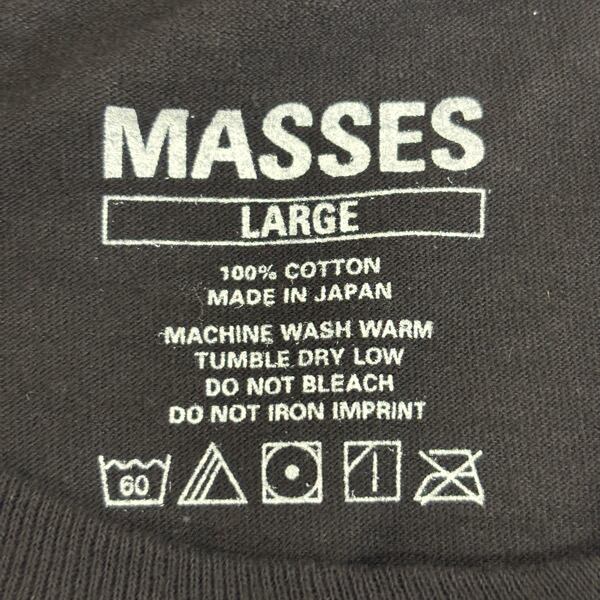 MASSES
LARGE
100% COTTON
MADE IN JAPAN
MACHINE WASH WARM
TUMBLE DRY LOW
DO NOT BLEACH
DO NOT IRON IMPRINT
60